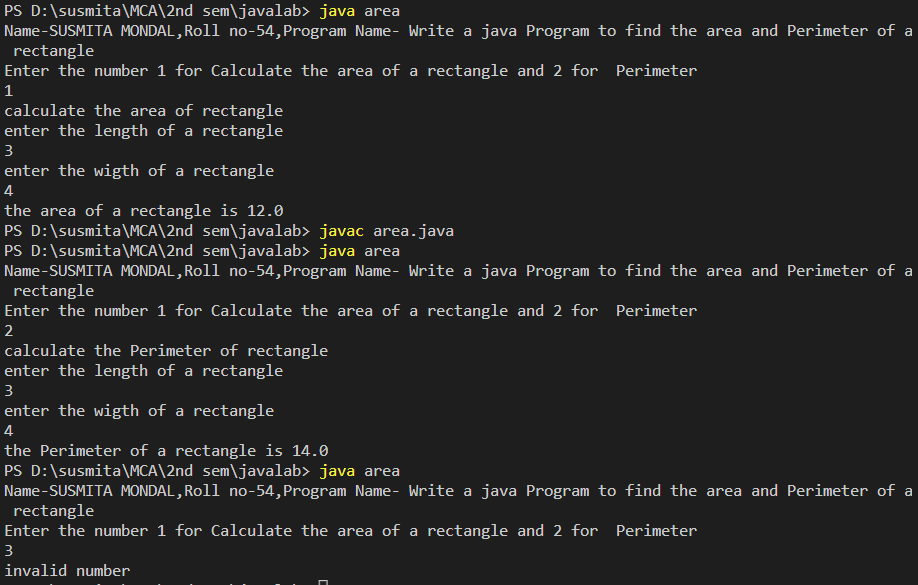 PS D:\susmita\MCA\2nd sem\javalab> java area
Name-SUSMITA MONDAL,Roll no-54,Program Name- Write a java Program to find the area and Perimeter of a
 rectangle
Enter the number 1 for Calculate the area of a rectangle and 2 for  Perimeter
1
calculate the area of rectangle
enter the length of a rectangle
3
enter the wigth of a rectangle
4
the area of a rectangle is 12.0
PS D:\susmita\MCA\2nd sem\javalab> javac area.java
PS D:\susmita\MCA\2nd sem\javalab> java area
Name-SUSMITA MONDAL,Roll no-54,Program Name- Write a java Program to find the area and Perimeter of a
 rectangle
Enter the number 1 for Calculate the area of a rectangle and 2 for  Perimeter
2
calculate the Perimeter of rectangle
enter the length of a rectangle
3
enter the wigth of a rectangle
4
the Perimeter of a rectangle is 14.0
PS D:\susmita\MCA\2nd sem\javalab> java area
Name-SUSMITA MONDAL,Roll no-54,Program Name- Write a java Program to find the area and Perimeter of a
 rectangle
Enter the number 1 for Calculate the area of a rectangle and 2 for  Perimeter
3
invalid number